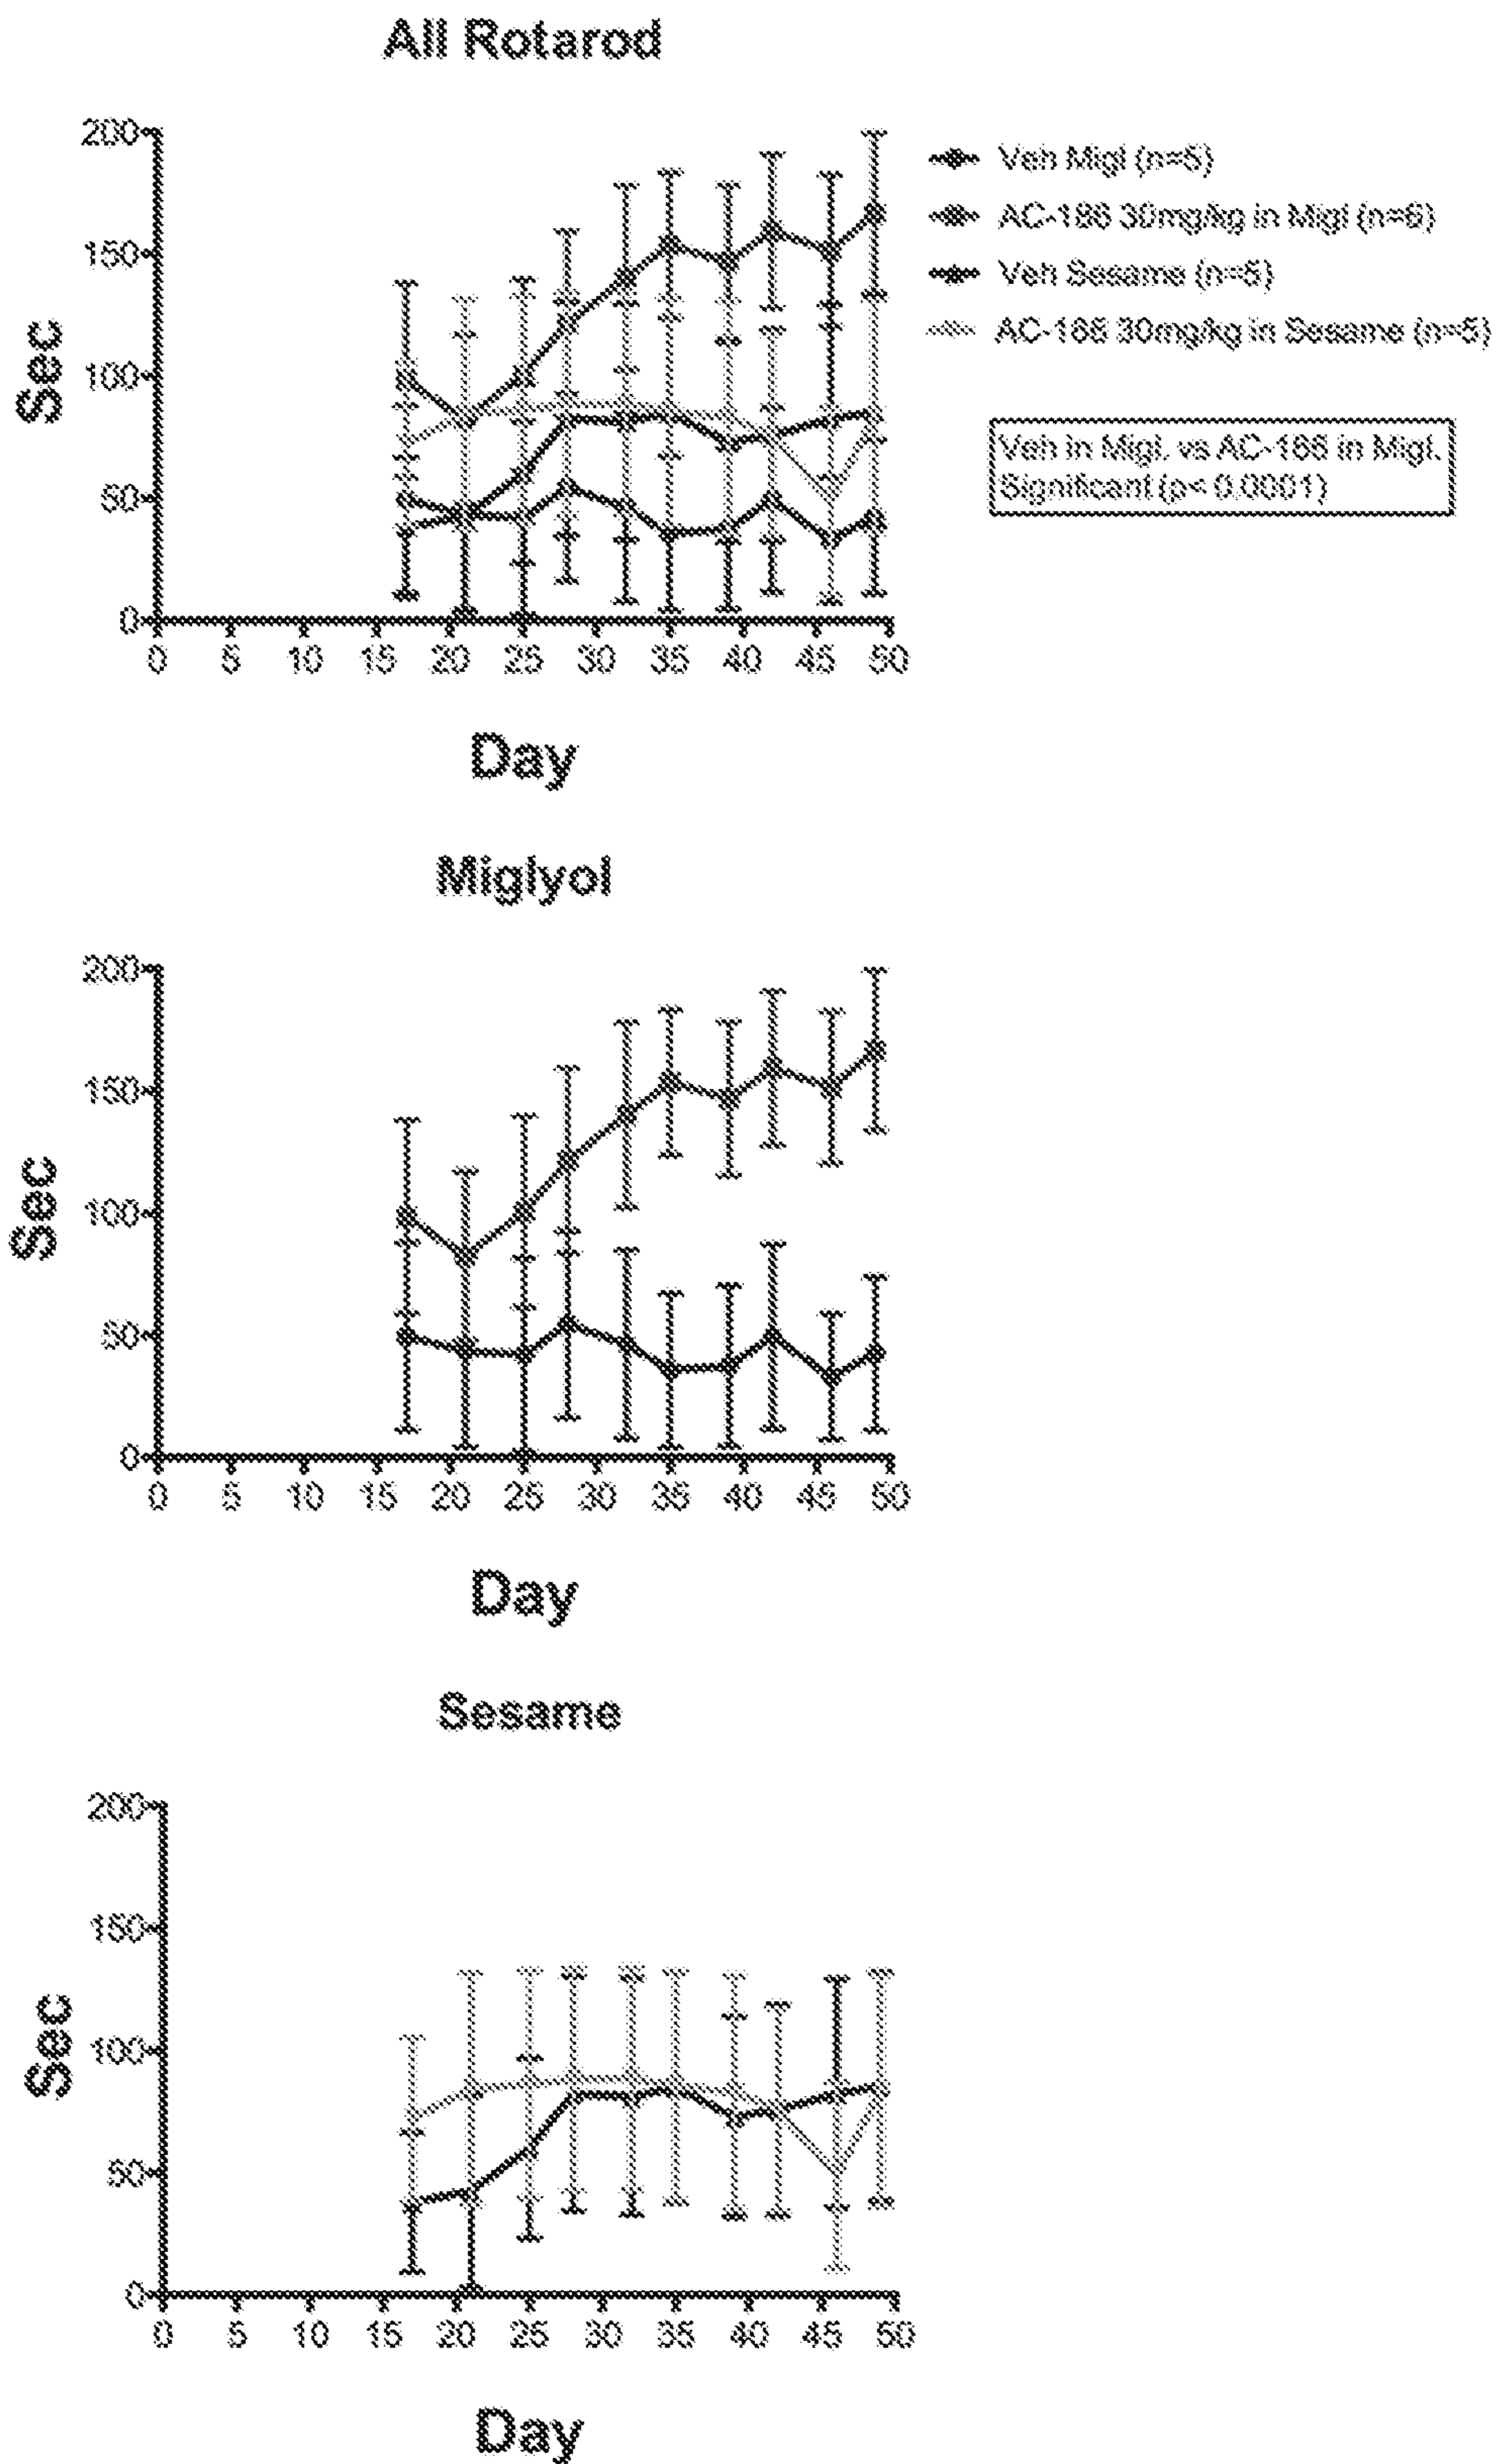 All Rotarod
200
150
100
50
0
Sec
0 5 10 15 20 25 30 35 40 45 50
Day
Veh Migl (n=5)
AC-186 30mg/kg in Migl (n=6)
Veh Sesame (n=5)
AC-186 30mg/kg in Sesame (n=5)
Veh in Migl. vs AC-186 in Migl.
Significant (p< 0.0001)
Miglyol
200
150
100
50
0
Sec
0 5 10 15 20 25 30 35 40 45 50
Day
Sesame
200
150
100
50
0
Sec
0 5 10 15 20 25 30 35 40 45 50
Day